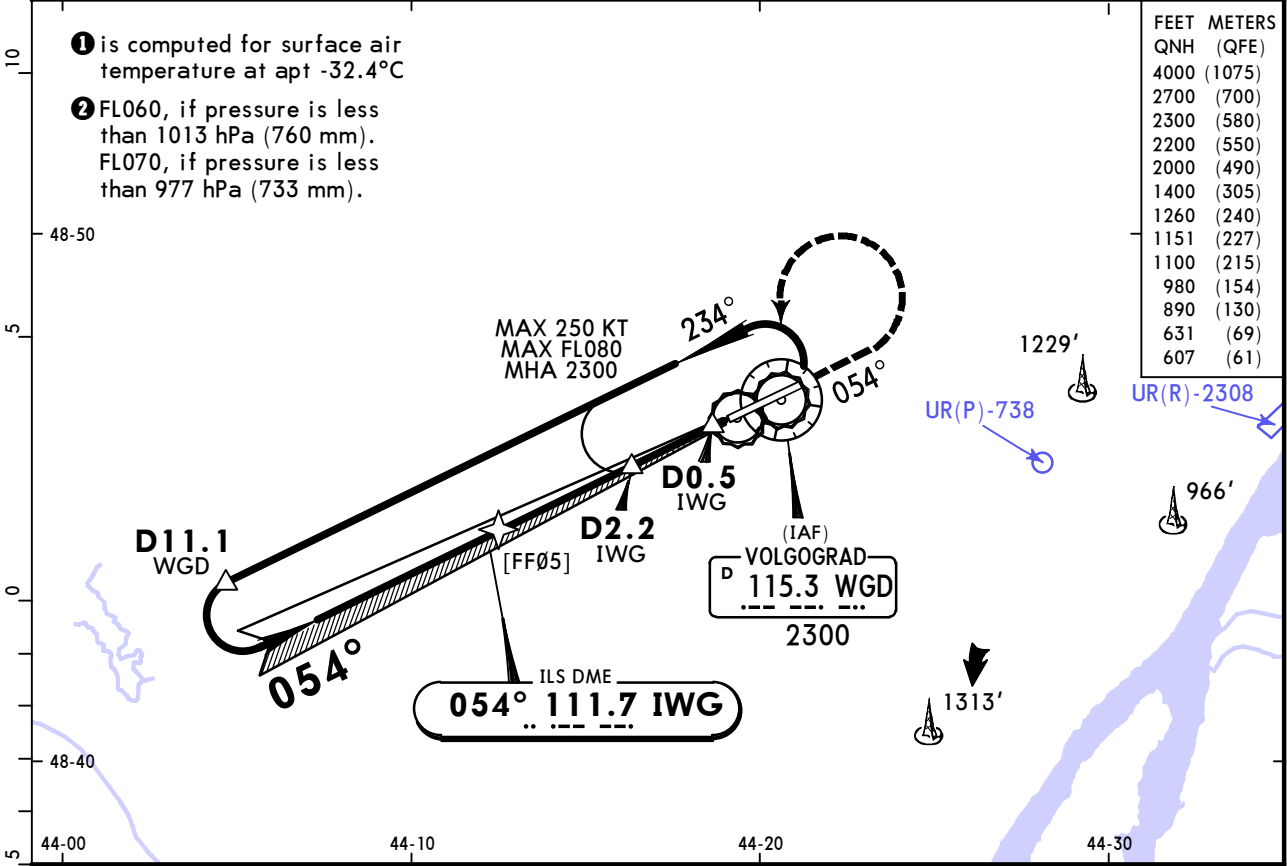 ❶ is computed for surface air
temperature at apt -32.4°C
❷ FL060, if pressure is less
than 1013 hPa (760 mm).
FL070, if pressure is less
than 977 hPa (733 mm).
FEET METERS
QNH (QFE)
4000 (1075)
2700 (700)
2300 (580)
2200 (550)
2000 (490)
1400 (305)
1260 (240)
1151 (227)
1100 (215)
980 (154)
890 (130)
631 (69)
607 (61)
10
48-50
5
MAX 250 KT
MAX FL080
MHA 2300
234°
054°
1229'
UR(P)-738
UR(R)-2308
966'
D0.5
IWG
D2.2
IWG
D11.1
WGD
[FFØ5]
(IAF)
VOLGOGRAD
D 115.3 WGD
2300
0
054°
ILS DME
054° 111.7 IWG
1313'
48-40
5
44-00
44-10
44-20
44-30